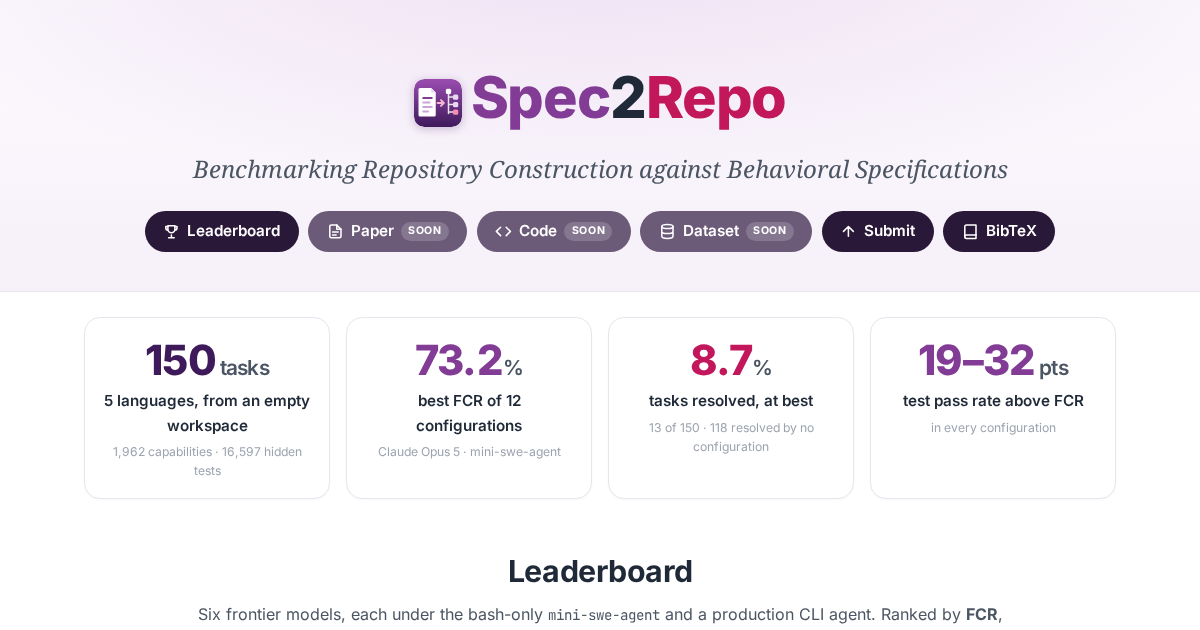 Spec2Repo
Benchmarking Repository Construction against Behavioral Specifications
Leaderboard Paper SOON Code SOON Dataset SOON Submit BibTeX
150 tasks
5 languages, from an empty
workspace
1,962 capabilities · 16,597 hidden
tests
73.2%
best FCR of 12
configurations
Claude Opus 5 · mini-swe-agent
8.7%
tasks resolved, at best
13 of 150 · 118 resolved by no
configuration
19–32 pts
test pass rate above FCR
in every configuration
Leaderboard
Six frontier models, each under the bash-only mini-swe-agent and a production CLI agent. Ranked by FCR,